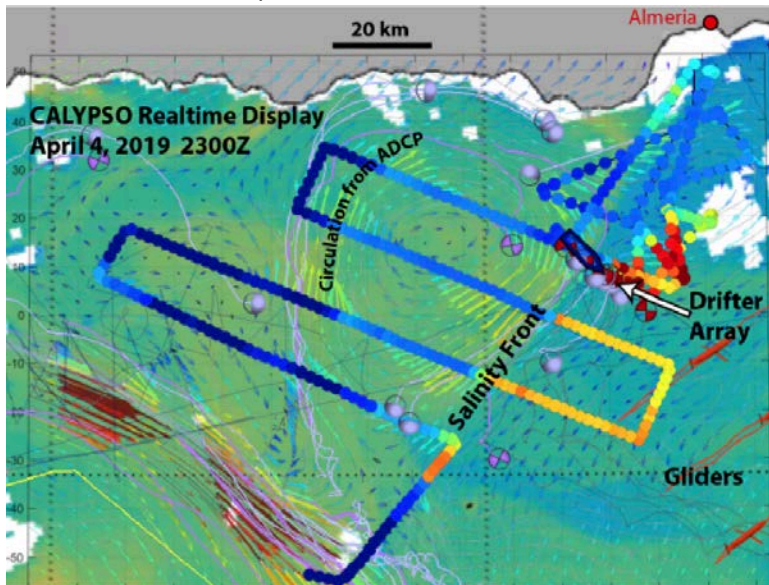 Almeria
20 km
CALYPSO Realtime Display
April 4, 2019 2300Z
Circulation from ADCP
Salinity Front
Drifter
Array
Gliders
50
40
30
20
10
0
-10
-20
-30
-50